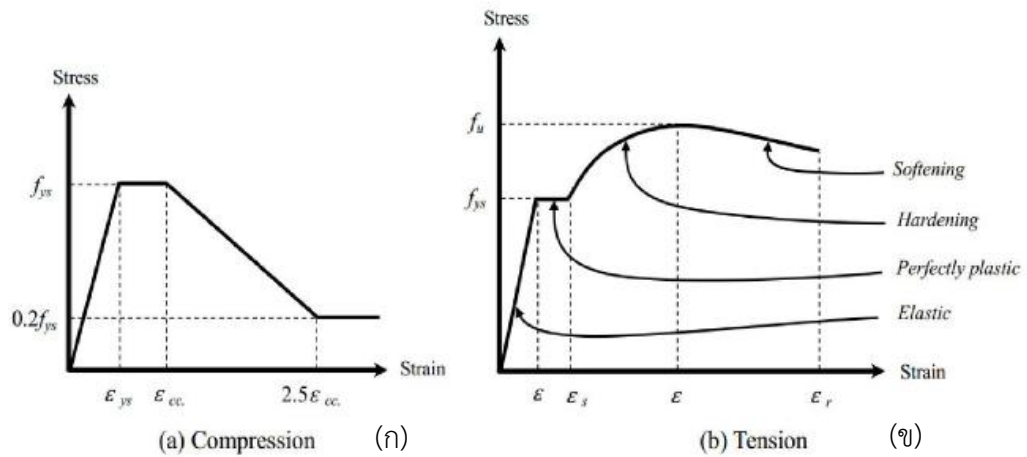 Stress
f_ys
0.2f_ys
ε_ys ε_cc. 2.5ε_cc.
Strain
(a) Compression (ก)
Stress
f_u
f_ys
Softening
Hardening
Perfectly plastic
Elastic
Strain
ε ε_s ε ε_r
(b) Tension (ข)